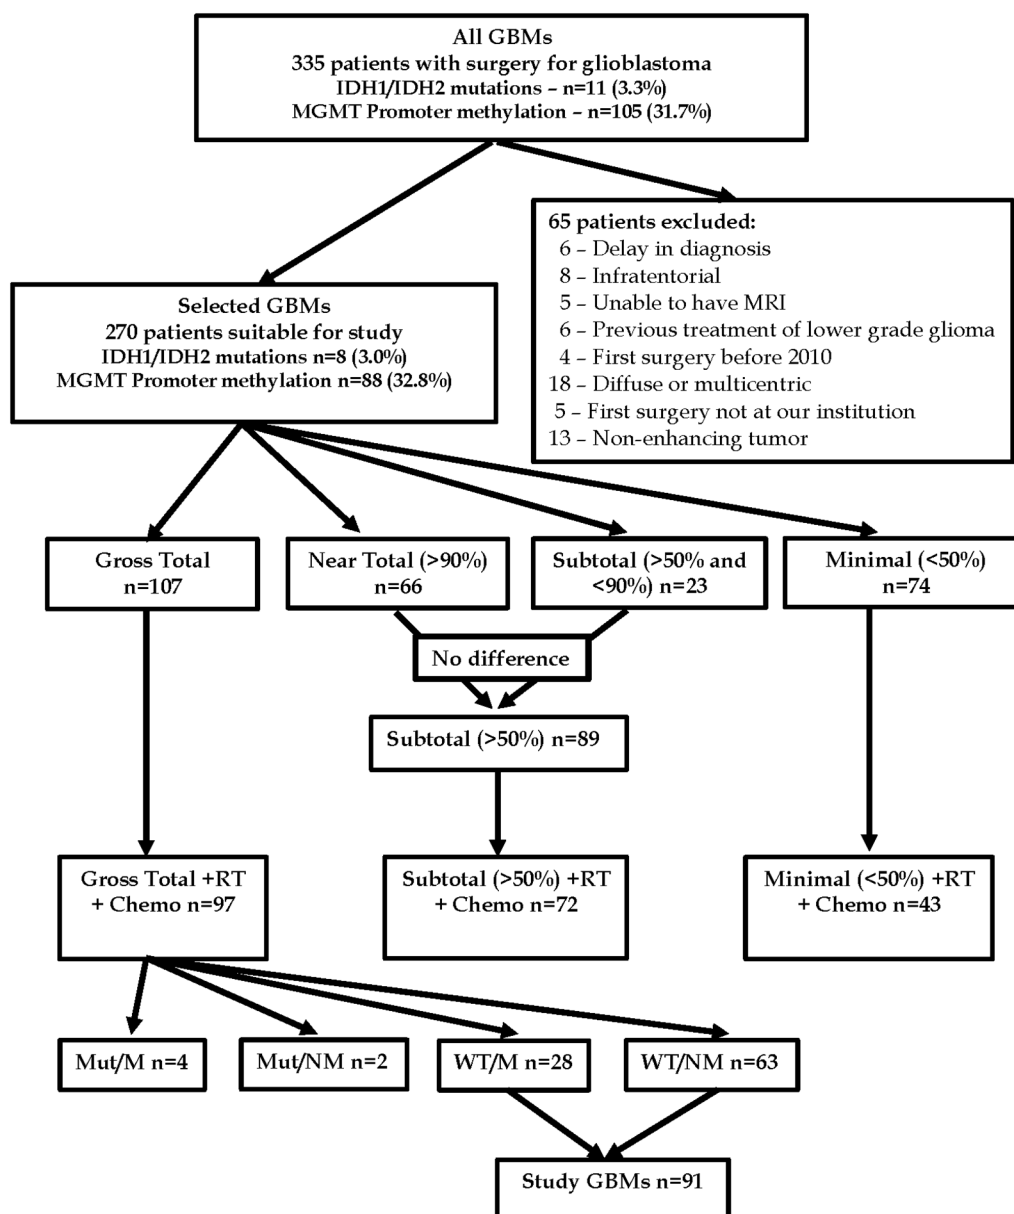 All GBMs
335 patients with surgery for glioblastoma
IDH1/IDH2 mutations – n=11 (3.3%)
MGMT Promoter methylation – n=105 (31.7%)
65 patients excluded:
6 – Delay in diagnosis
8 – Infratentorial
5 – Unable to have MRI
6 – Previous treatment of lower grade glioma
4 – First surgery before 2010
18 – Diffuse or multicentric
5 – First surgery not at our institution
13 – Non-enhancing tumor
Selected GBMs
270 patients suitable for study
IDH1/IDH2 mutations n=8 (3.0%)
MGMT Promoter methylation n=88 (32.8%)
Gross Total
n=107
Near Total (>90%)
n=66
Subtotal (>50% and
<90%) n=23
Minimal (<50%)
n=74
No difference
Subtotal (>50%) n=89
Gross Total +RT
+ Chemo n=97
Subtotal (>50%) +RT
+ Chemo n=72
Minimal (<50%) +RT
+ Chemo n=43
Mut/M n=4
Mut/NM n=2
WT/M n=28
WT/NM n=63
Study GBMs n=91